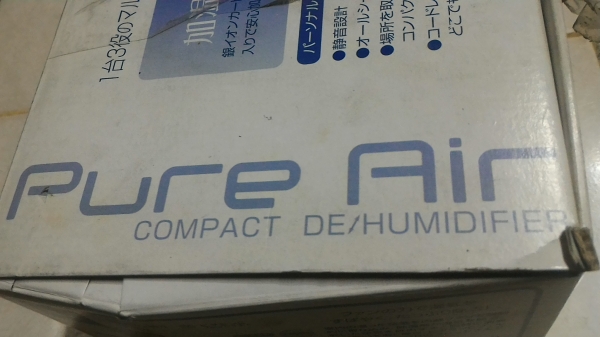 1台3役のマル
加湿
銀イオンカー
入りで安心加
パーソナル
●静音設計
●オールシ
●場所を取
コンパク
●コードレ
どこでも
Pure Air
COMPACT DE/HUMIDIFIER